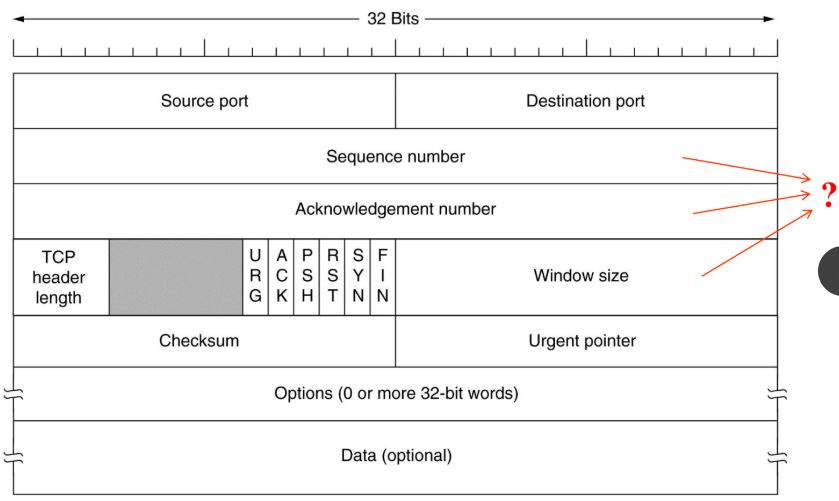 32 Bits
Source port
Destination port
Sequence number
?
Acknowledgement number
TCP
header
length
URG
ACK
PSH
RST
SYN
FIN
Window size
Checksum
Urgent pointer
Options (0 or more 32-bit words)
Data (optional)